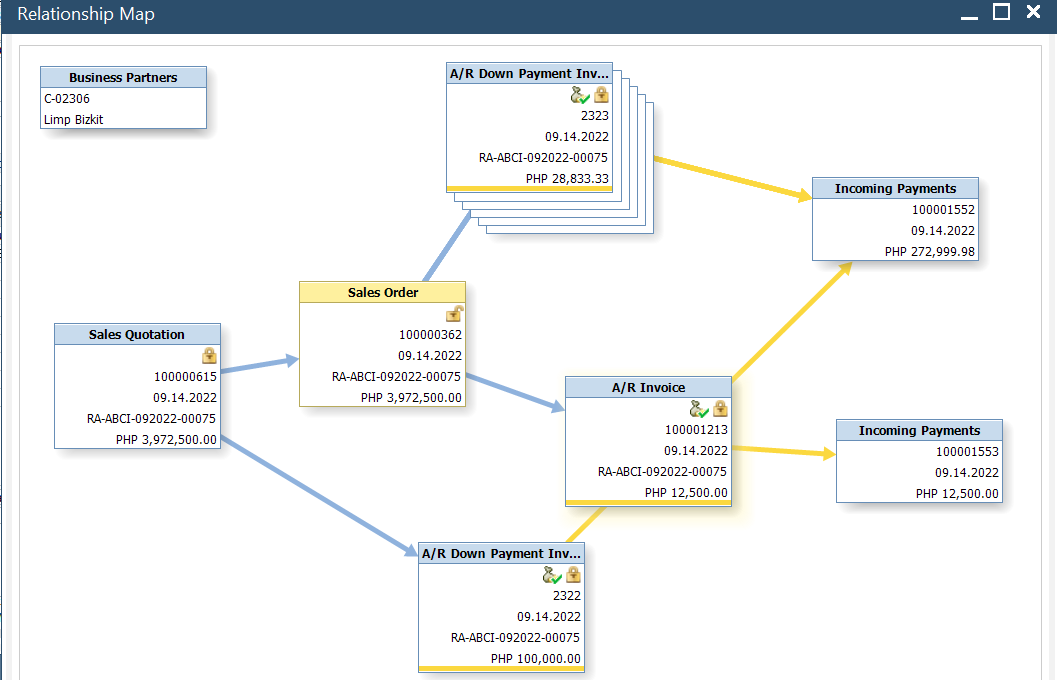 Relationship Map
Business Partners
C-02306
Limp Bizkit
A/R Down Payment Inv...
2323
09.14.2022
RA-ABCI-092022-00075
PHP 28,833.33
Incoming Payments
100001552
09.14.2022
PHP 272,999.98
Sales Order
100000362
09.14.2022
RA-ABCI-092022-00075
PHP 3,972,500.00
Sales Quotation
100000615
09.14.2022
RA-ABCI-092022-00075
PHP 3,972,500.00
A/R Invoice
100001213
09.14.2022
RA-ABCI-092022-00075
PHP 12,500.00
Incoming Payments
100001553
09.14.2022
PHP 12,500.00
A/R Down Payment Inv...
2322
09.14.2022
RA-ABCI-092022-00075
PHP 100,000.00